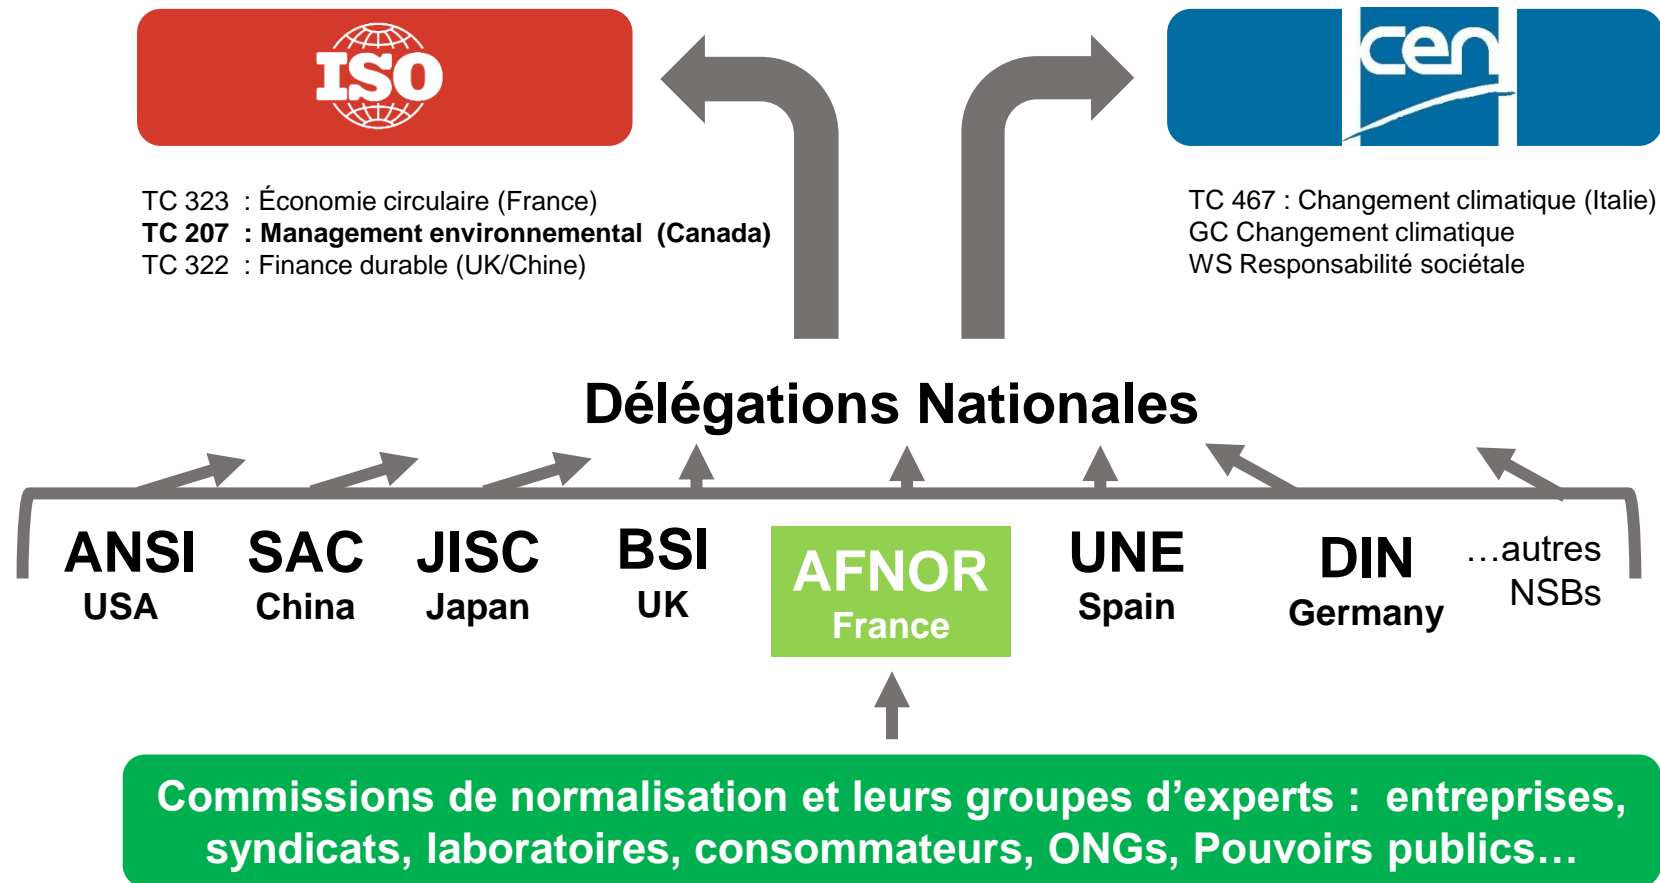 ISO
cen
TC 323 : Économie circulaire (France)
TC 207 : Management environnemental (Canada)
TC 322 : Finance durable (UK/Chine)
TC 467 : Changement climatique (Italie)
GC Changement climatique
WS Responsabilité sociétale
Délégations Nationales
ANSI
USA
SAC
China
JISC
Japan
BSI
UK
AFNOR
France
UNE
Spain
DIN
Germany
…autres
NSBs
Commissions de normalisation et leurs groupes d’experts : entreprises,
syndicats, laboratoires, consommateurs, ONGs, Pouvoirs publics…